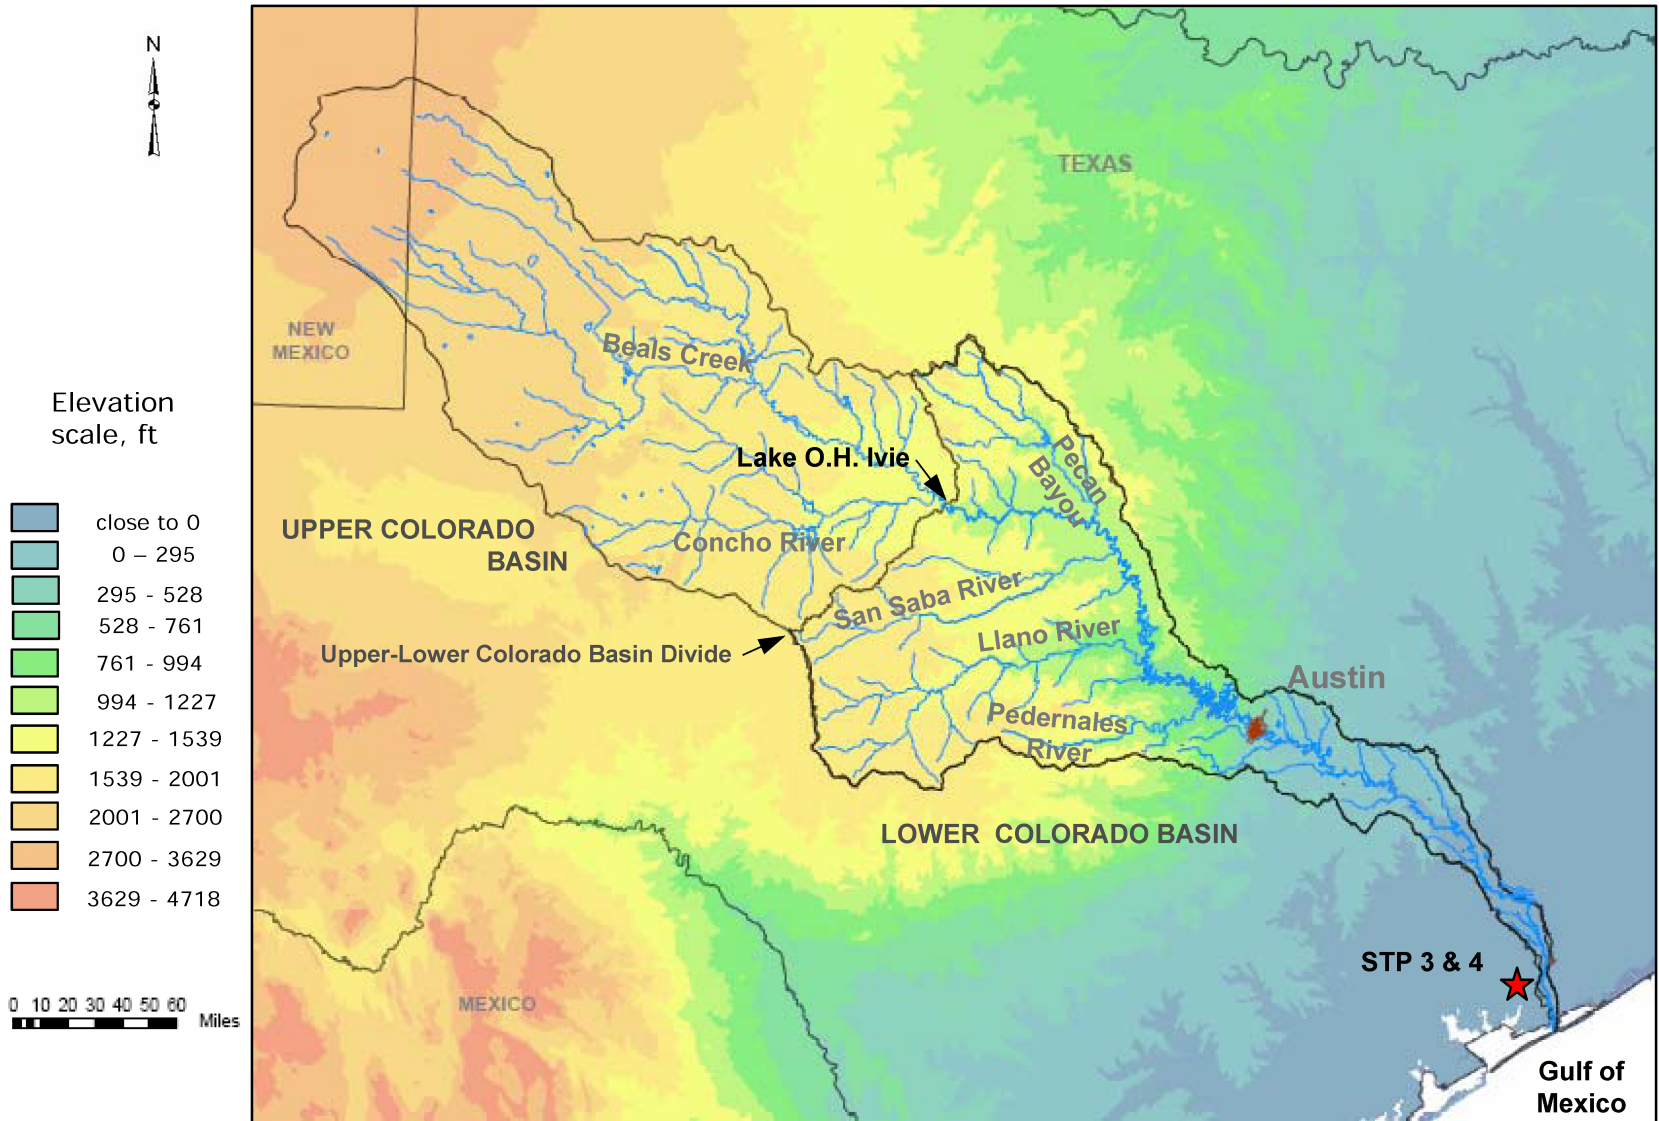 N
TEXAS
NEW
MEXICO
Beals Creek
Elevation
scale, ft
Lake O.H. Ivie
Pecan
Bayou
close to 0
0 – 295
295 - 528
528 - 761
761 - 994
994 - 1227
1227 - 1539
1539 - 2001
2001 - 2700
2700 - 3629
3629 - 4718
UPPER COLORADO
BASIN
Concho River
San Saba River
Llano River
Upper-Lower Colorado Basin Divide
Austin
Pedernales
River
LOWER COLORADO BASIN
STP 3 & 4
MEXICO
0 10 20 30 40 50 60
Miles
Gulf of
Mexico